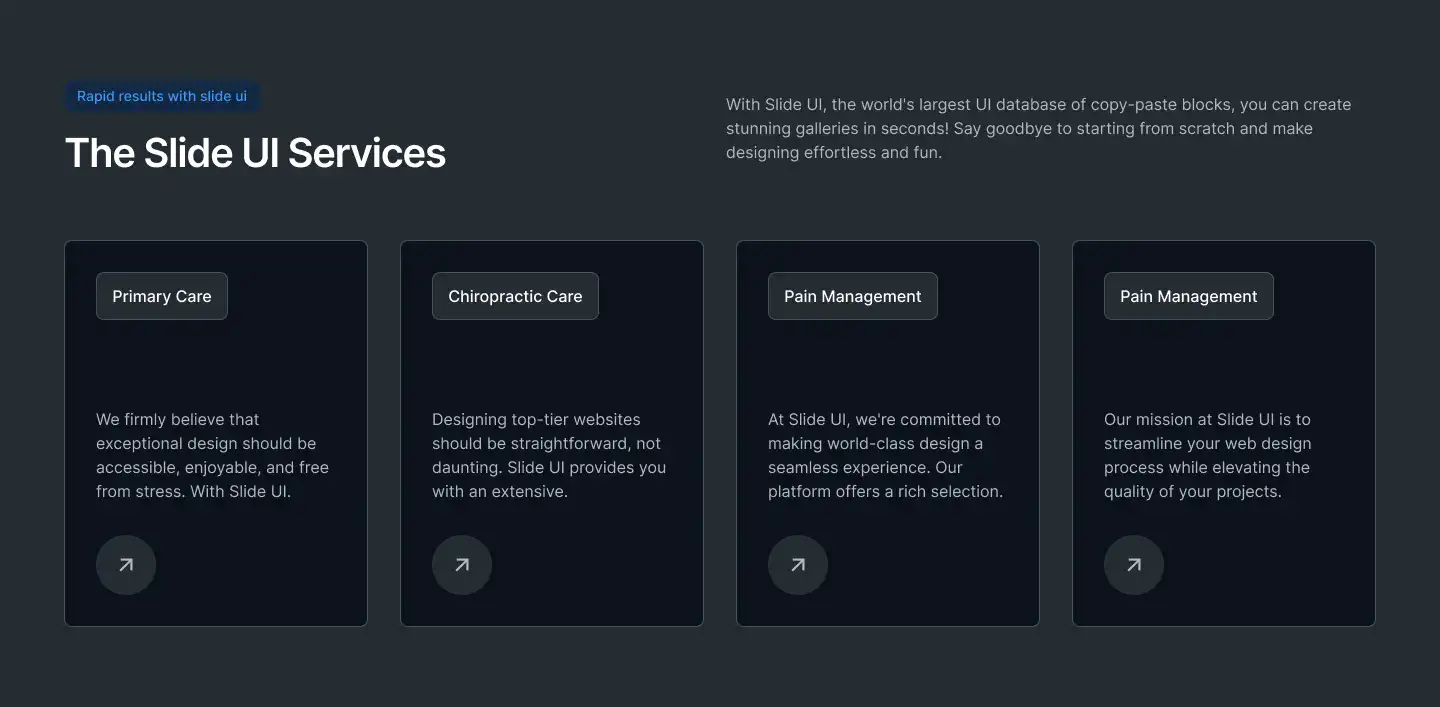 Rapid results with slide ui
The Slide UI Services
With Slide UI, the world's largest UI database of copy-paste blocks, you can create
stunning galleries in seconds! Say goodbye to starting from scratch and make
designing effortless and fun.
Primary Care
We firmly believe that
exceptional design should be
accessible, enjoyable, and free
from stress. With Slide UI.
Chiropractic Care
Designing top-tier websites
should be straightforward, not
daunting. Slide UI provides you
with an extensive.
Pain Management
At Slide UI, we're committed to
making world-class design a
seamless experience. Our
platform offers a rich selection.
Pain Management
Our mission at Slide UI is to
streamline your web design
process while elevating the
quality of your projects.